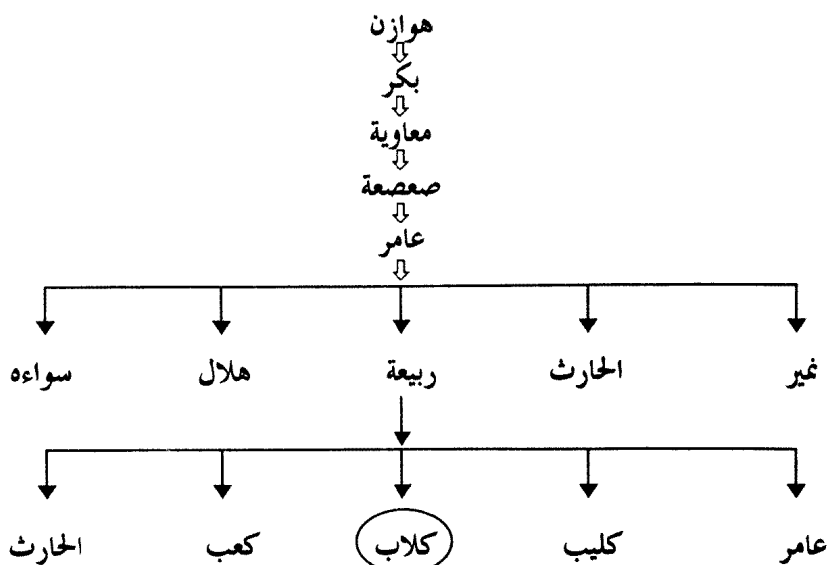 هوازن
بكر
معاوية
صعصعة
عامر
نمير الحارث ربيعة هلال سواءه
عامر كليب كلاب كعب الحارث